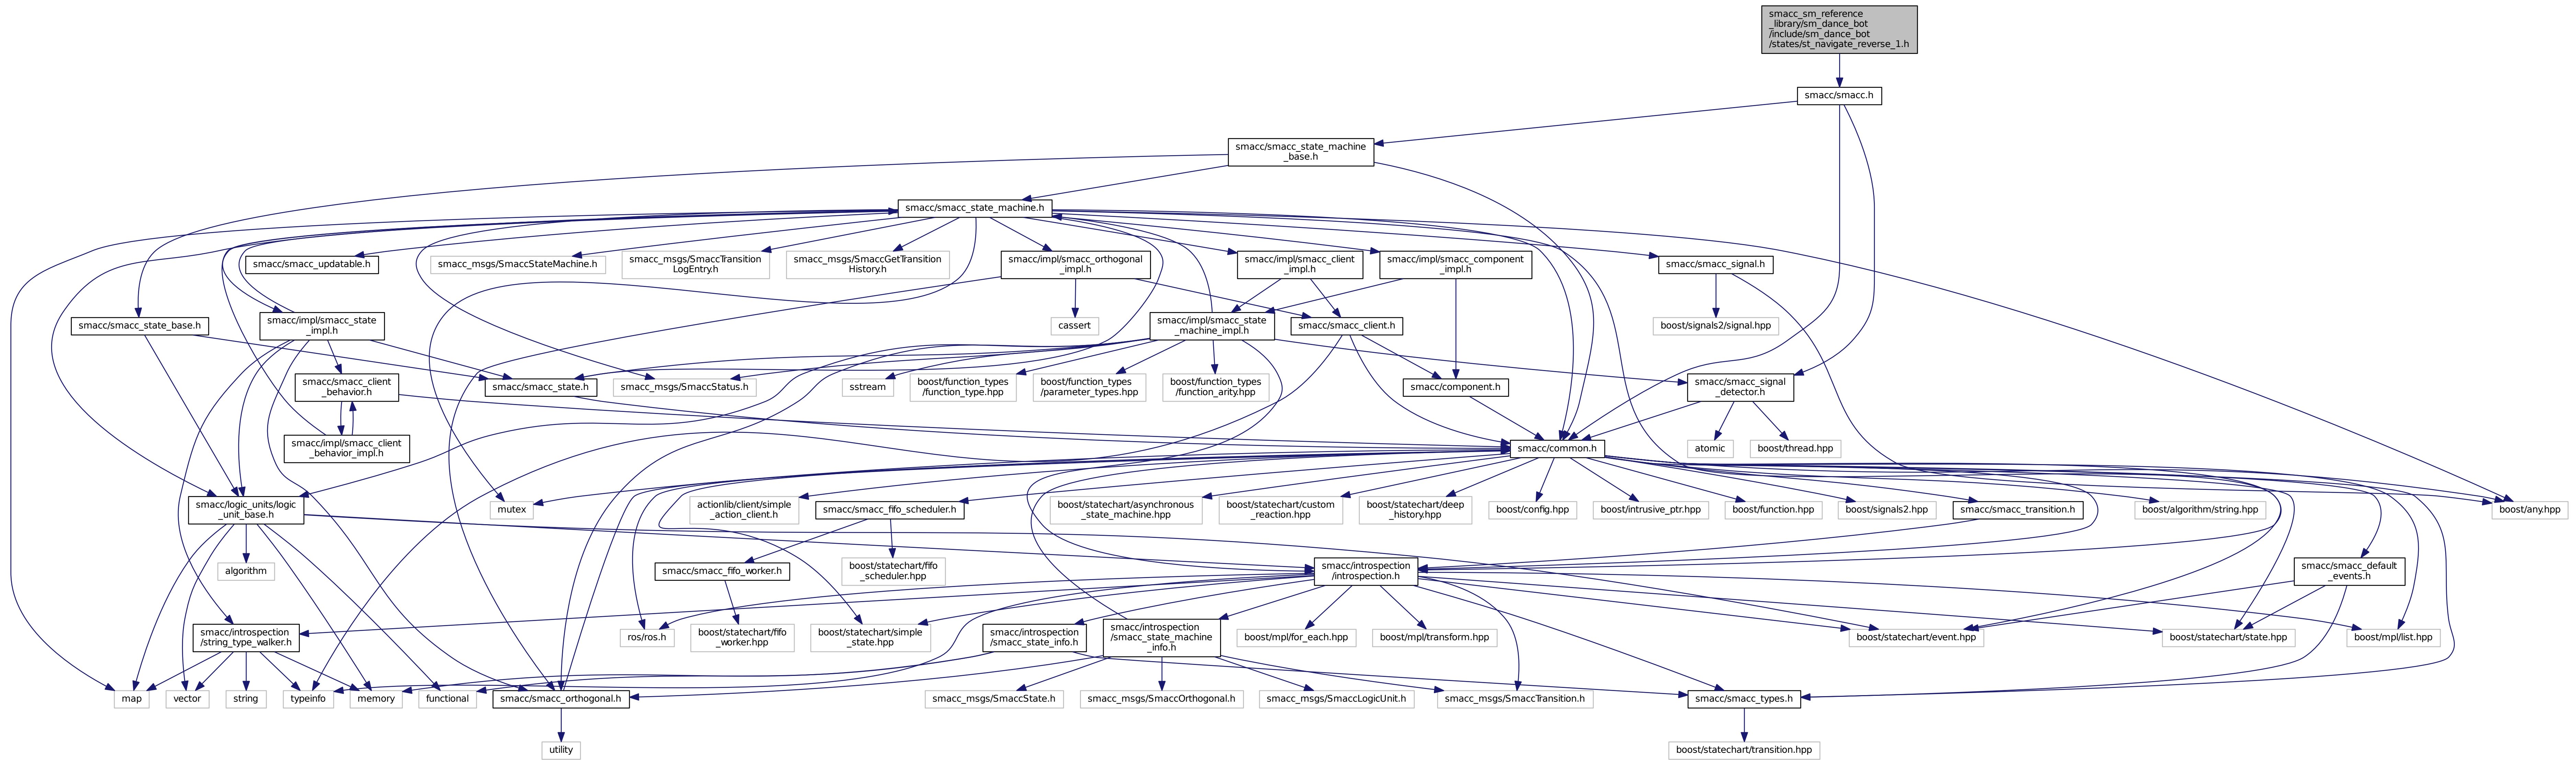 smacc_sm_reference
_library/sm_dance_bot
/include/sm_dance_bot
/states/st_navigate_reverse_1.h
smacc/smacc.h
smacc/smacc_state_machine
_base.h
smacc/smacc_state_machine.h
smacc/smacc_updatable.h
smacc_msgs/SmaccStateMachine.h
smacc_msgs/SmaccTransition
LogEntry.h
smacc_msgs/SmaccGetTransition
History.h
smacc/impl/smacc_orthogonal
_impl.h
smacc/impl/smacc_client
_impl.h
smacc/impl/smacc_component
_impl.h
smacc/smacc_signal.h
smacc/smacc_state_base.h
smacc/impl/smacc_state
_impl.h
cassert
smacc/impl/smacc_state
_machine_impl.h
smacc/smacc_client.h
boost/signals2/signal.hpp
smacc/smacc_client
_behavior.h
smacc/smacc_state.h
smacc_msgs/SmaccStatus.h
sstream
boost/function_types
/function_type.hpp
boost/function_types
/parameter_types.hpp
boost/function_types
/function_arity.hpp
smacc/component.h
smacc/smacc_signal
_detector.h
smacc/impl/smacc_client
_behavior_impl.h
smacc/common.h
atomic
boost/thread.hpp
smacc/logic_units/logic
_unit_base.h
mutex
actionlib/client/simple
_action_client.h
smacc/smacc_fifo_scheduler.h
boost/statechart/asynchronous
_state_machine.hpp
boost/statechart/custom
_reaction.hpp
boost/statechart/deep
_history.hpp
boost/config.hpp
boost/intrusive_ptr.hpp
boost/function.hpp
boost/signals2.hpp
smacc/smacc_transition.h
boost/algorithm/string.hpp
boost/any.hpp
algorithm
smacc/smacc_fifo_worker.h
boost/statechart/fifo
_scheduler.hpp
smacc/introspection
/introspection.h
smacc/smacc_default
_events.h
smacc/introspection
/string_type_walker.h
ros/ros.h
boost/statechart/fifo
_worker.hpp
boost/statechart/simple
_state.hpp
smacc/introspection
/smacc_state_info.h
smacc/introspection
/smacc_state_machine
_info.h
boost/mpl/for_each.hpp
boost/mpl/transform.hpp
boost/statechart/event.hpp
boost/statechart/state.hpp
boost/mpl/list.hpp
map
vector
string
typeinfo
memory
functional
smacc/smacc_orthogonal.h
smacc_msgs/SmaccState.h
smacc_msgs/SmaccOrthogonal.h
smacc_msgs/SmaccLogicUnit.h
smacc_msgs/SmaccTransition.h
smacc/smacc_types.h
utility
boost/statechart/transition.hpp